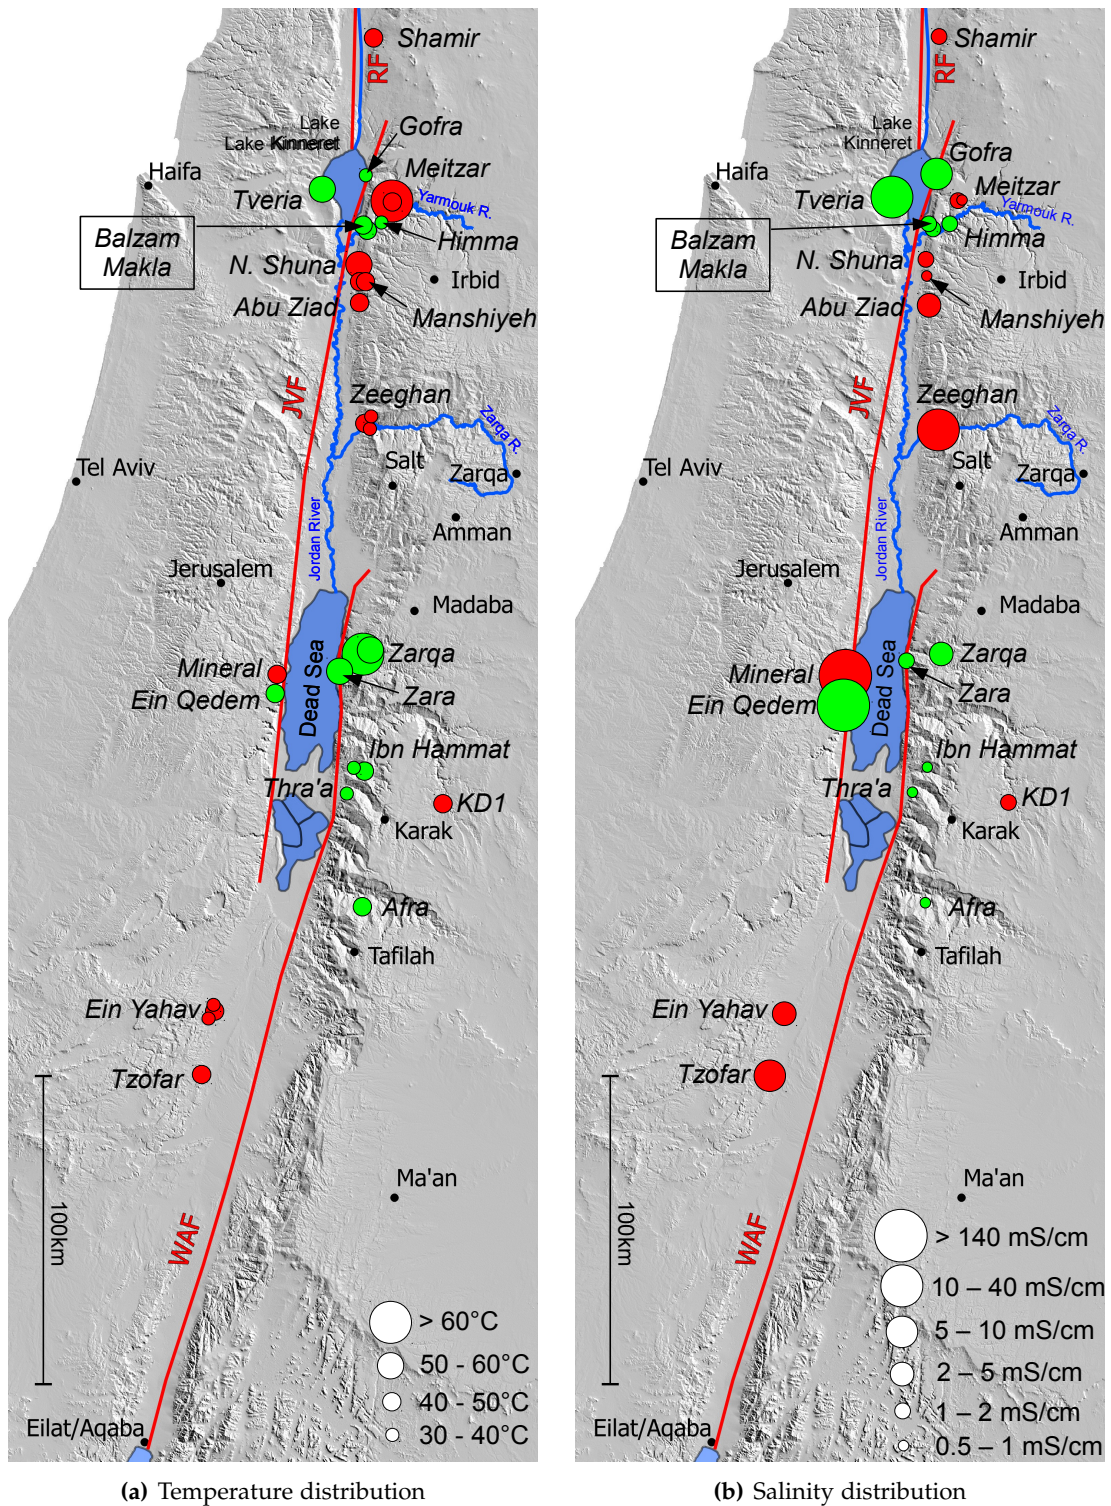 Shamir
RF
Lake
Lake Kinneret
Kinneret
Gofra
Haifa
Meitzar
Tveria
Yarmouk R.
Balzam
Makla
Himma
N. Shuna
Irbid
Abu Ziad
Manshiyeh
JVF
Zeeghan
Zarqa R.
Tel Aviv
Salt
Zarqa
Jordan River
Amman
Jerusalem
Madaba
Mineral
Zarqa
Ein Qedem
Dead Sea
Zara
Ibn Hammat
Thra'a
KD1
Karak
Afra
Tafilah
Ein Yahav
Tzofar
Ma'an
100km
WAF
> 60°C
50 - 60°C
40 - 50°C
30 - 40°C
Eilat/Aqaba
(a) Temperature distribution
Shamir
RF
Lake
Kinneret
Gofra
Haifa
Meitzar
Tveria
Yarmouk R.
Balzam
Makla
Himma
N. Shuna
Irbid
Abu Ziad
Manshiyeh
JVF
Zeeghan
Zarqa R.
Tel Aviv
Salt
Zarqa
Jordan River
Amman
Jerusalem
Madaba
Mineral
Zarqa
Ein Qedem
Dead Sea
Zara
Ibn Hammat
Thra'a
KD1
Karak
Afra
Tafilah
Ein Yahav
Tzofar
Ma'an
100km
WAF
> 140 mS/cm
10 – 40 mS/cm
5 – 10 mS/cm
2 – 5 mS/cm
1 – 2 mS/cm
0.5 – 1 mS/cm
Eilat/Aqaba
(b) Salinity distribution